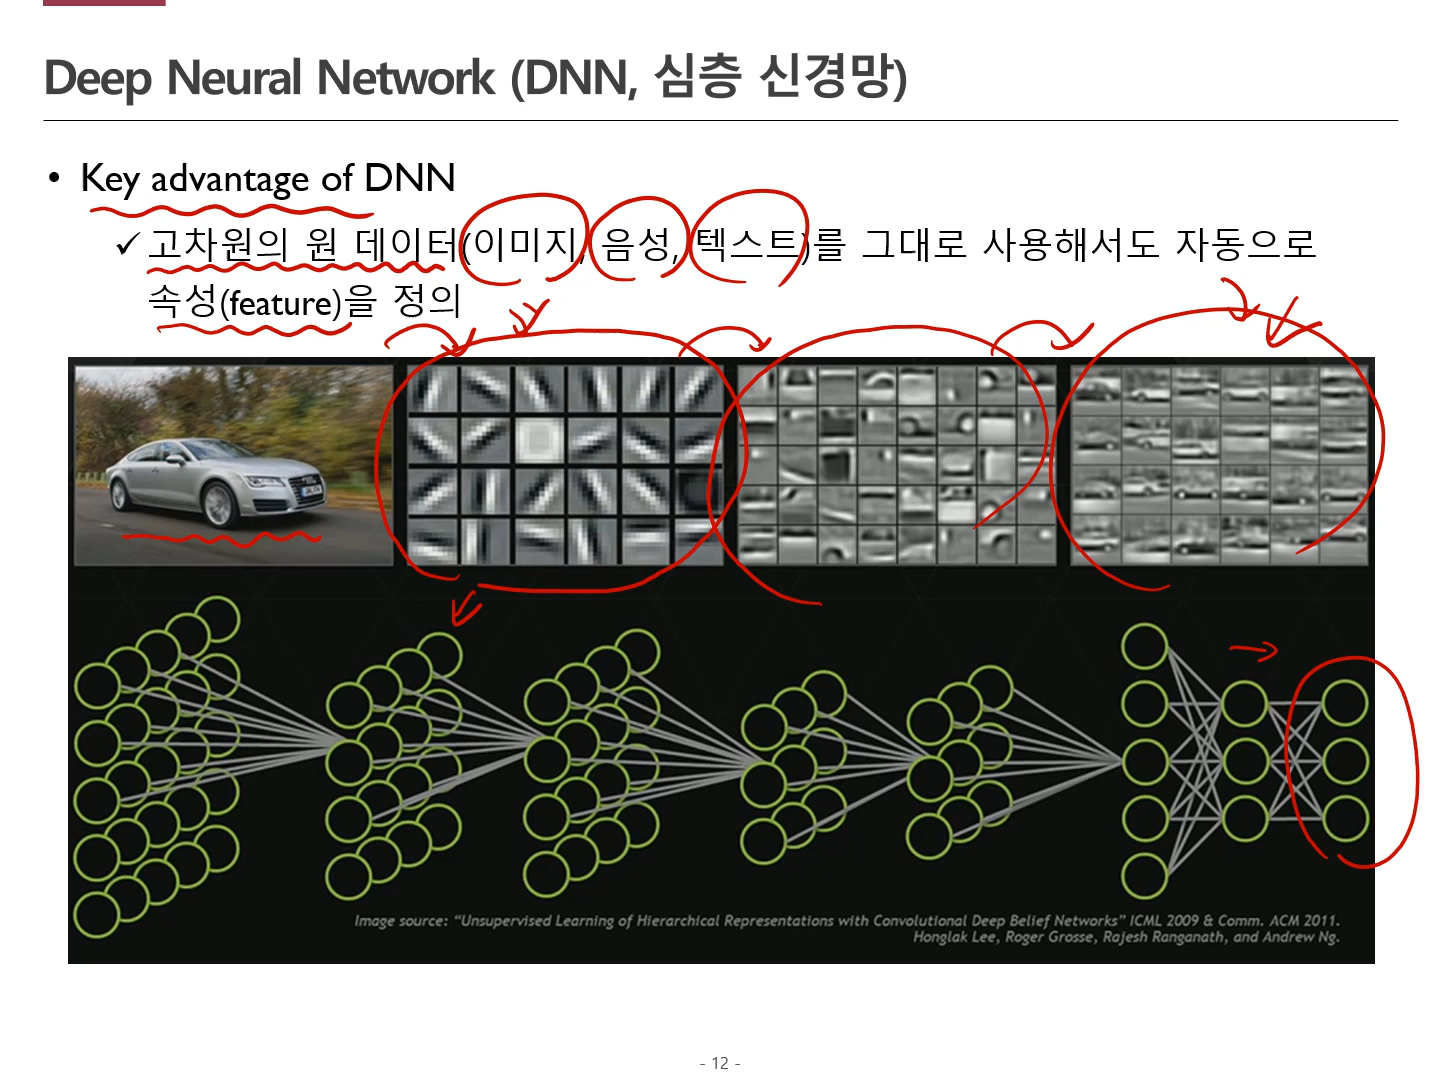 Deep Neural Network (DNN, 심층 신경망)
• Key advantage of DNN
✓ 고차원의 원 데이터(이미지, 음성, 텍스트)를 그대로 사용해서도 자동으로
속성(feature)을 정의
Image source: “Unsupervised Learning of Hierarchical Representations with Convolutional Deep Belief Networks” ICML 2009 & Comm. ACM 2011.
Honglak Lee, Roger Grosse, Rajesh Ranganath, and Andrew Ng.
- 12 -